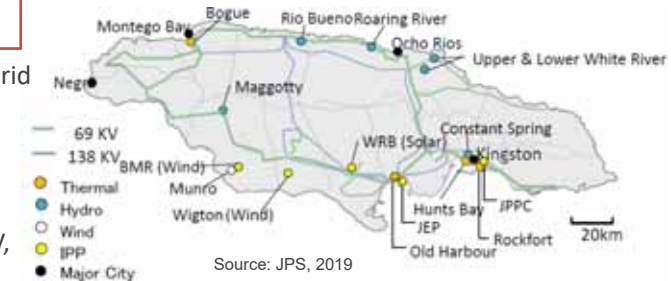 Bogue
Montego Bay
Rio Bueno
Roaring River
Ocho Rios
Upper & Lower White River
rid
Negr
Maggotty
69 KV
138 KV
Thermal
Hydro
Wind
IPP
Major City
BMR (Wind)
Munro
Wigton (Wind)
WRB (Solar)
Constant Spring
Kingston
Hunts Bay
JPPC
JEP
Rockfort
Old Harbour
20km
Source: JPS, 2019